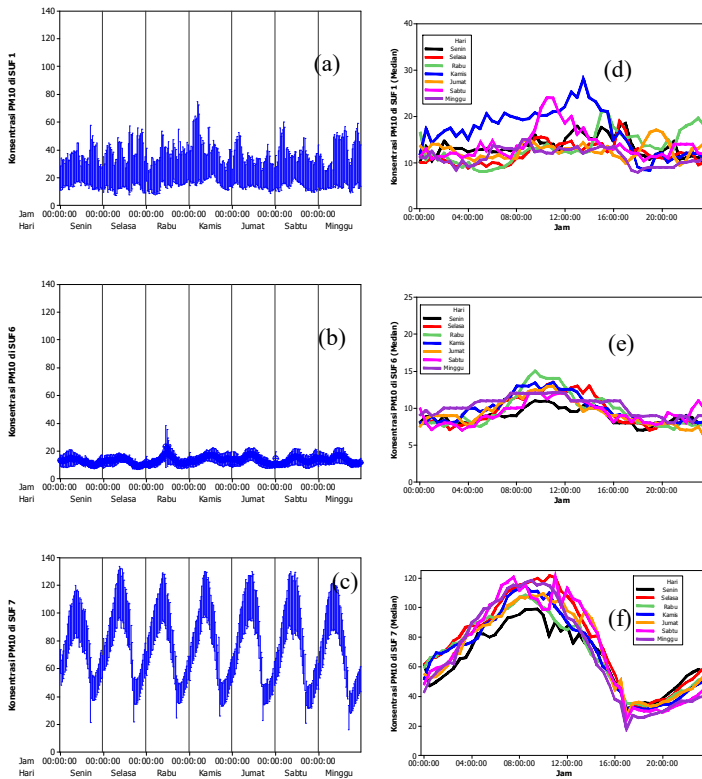 Konsentrasi PM10 di SUF 1
140
120
100
80
60
40
20
0
(a)
Jam 00:00:00 00:00:00 00:00:00 00:00:00 00:00:00 00:00:00 00:00:00
Hari Senin Selasa Rabu Kamis Jumat Sabtu Minggu
Konsentrasi PM10 di SUF 1 (Median)
40
30
20
10
0
Hari
Senin
Selasa
Rabu
Kamis
Jumat
Sabtu
Minggu
(d)
00:00:00 04:00:00 08:00:00 12:00:00 16:00:00 20:00:00
Jam
Konsentrasi PM10 di SUF 6
140
120
100
80
60
40
20
0
(b)
Jam 00:00:00 00:00:00 00:00:00 00:00:00 00:00:00 00:00:00 00:00:00
Hari Senin Selasa Rabu Kamis Jumat Sabtu Minggu
Konsentrasi PM10 di SUF 6 (Median)
25
20
15
10
5
0
Hari
Senin
Selasa
Rabu
Kamis
Jumat
Sabtu
Minggu
(e)
00:00:00 04:00:00 08:00:00 12:00:00 16:00:00 20:00:00
Jam
Konsentrasi PM10 di SUF 7
140
120
100
80
60
40
20
0
(c)
Jam 00:00:00 00:00:00 00:00:00 00:00:00 00:00:00 00:00:00 00:00:00
Hari Senin Selasa Rabu Kamis Jumat Sabtu Minggu
Konsentrasi PM10 di SUF 7 (Median)
120
100
80
60
40
20
0
Hari
Senin
Selasa
Rabu
Kamis
Jumat
Sabtu
Minggu
(f)
00:00:00 04:00:00 08:00:00 12:00:00 16:00:00 20:00:00
Jam